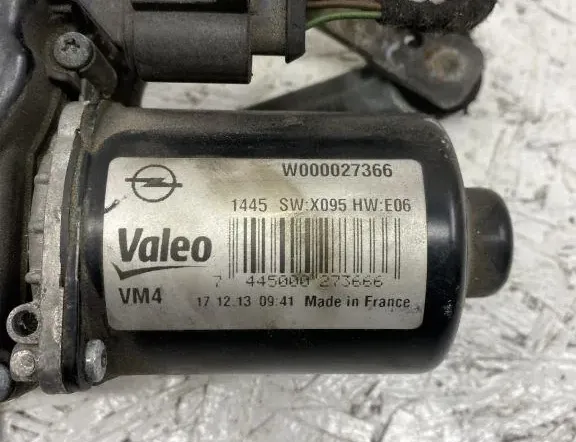 W000027366
1445 SW:X095 HW:E06
Valeo
7 445000 273666
VM4
17.12.13 09:41 Made in France